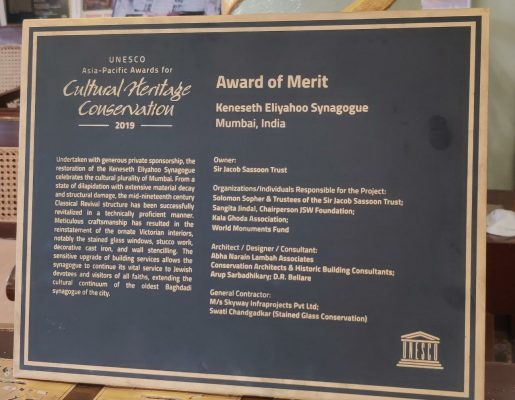 UNESCO
Asia-Pacific Awards for
Cultural Heritage
Conservation
2019
Undertaken with generous private sponsorship, the
restoration of the Keneseth Eliyahoo Synagogue
celebrates the cultural plurality of Mumbai. From a
state of dilapidation with extensive material decay
and structural damage, the mid-nineteenth century
Classical Revival structure has been successfully
revitalized in a technically proficient manner.
Meticulous craftsmanship has resulted in the
reinstatement of the ornate Victorian interiors,
notably the stained glass windows, stucco work,
decorative cast iron, and wall stencilling. The
sensitive upgrade of building services allows the
synagogue to continue its vital service to Jewish
devotees and visitors of all faiths, extending the
cultural continuum of the oldest Baghdadi
synagogue of the city.
Award of Merit
Keneseth Eliyahoo Synagogue
Mumbai, India
Owner:
Sir Jacob Sassoon Trust
Organizations/Individuals Responsible for the Project:
Solomon Sopher & Trustees of the Sir Jacob Sassoon Trust;
Sangita Jindal, Chairperson JSW Foundation;
Kala Ghoda Association;
World Monuments Fund
Architect / Designer / Consultant:
Abha Narain Lambah Associates
Conservation Architects & Historic Building Consultants;
Arup Sarbadhikary; D.R. Bellare
General Contractor:
M/s Skyway Infraprojects Pvt Ltd;
Swati Chandgadkar (Stained Glass Conservation)
UNESCO